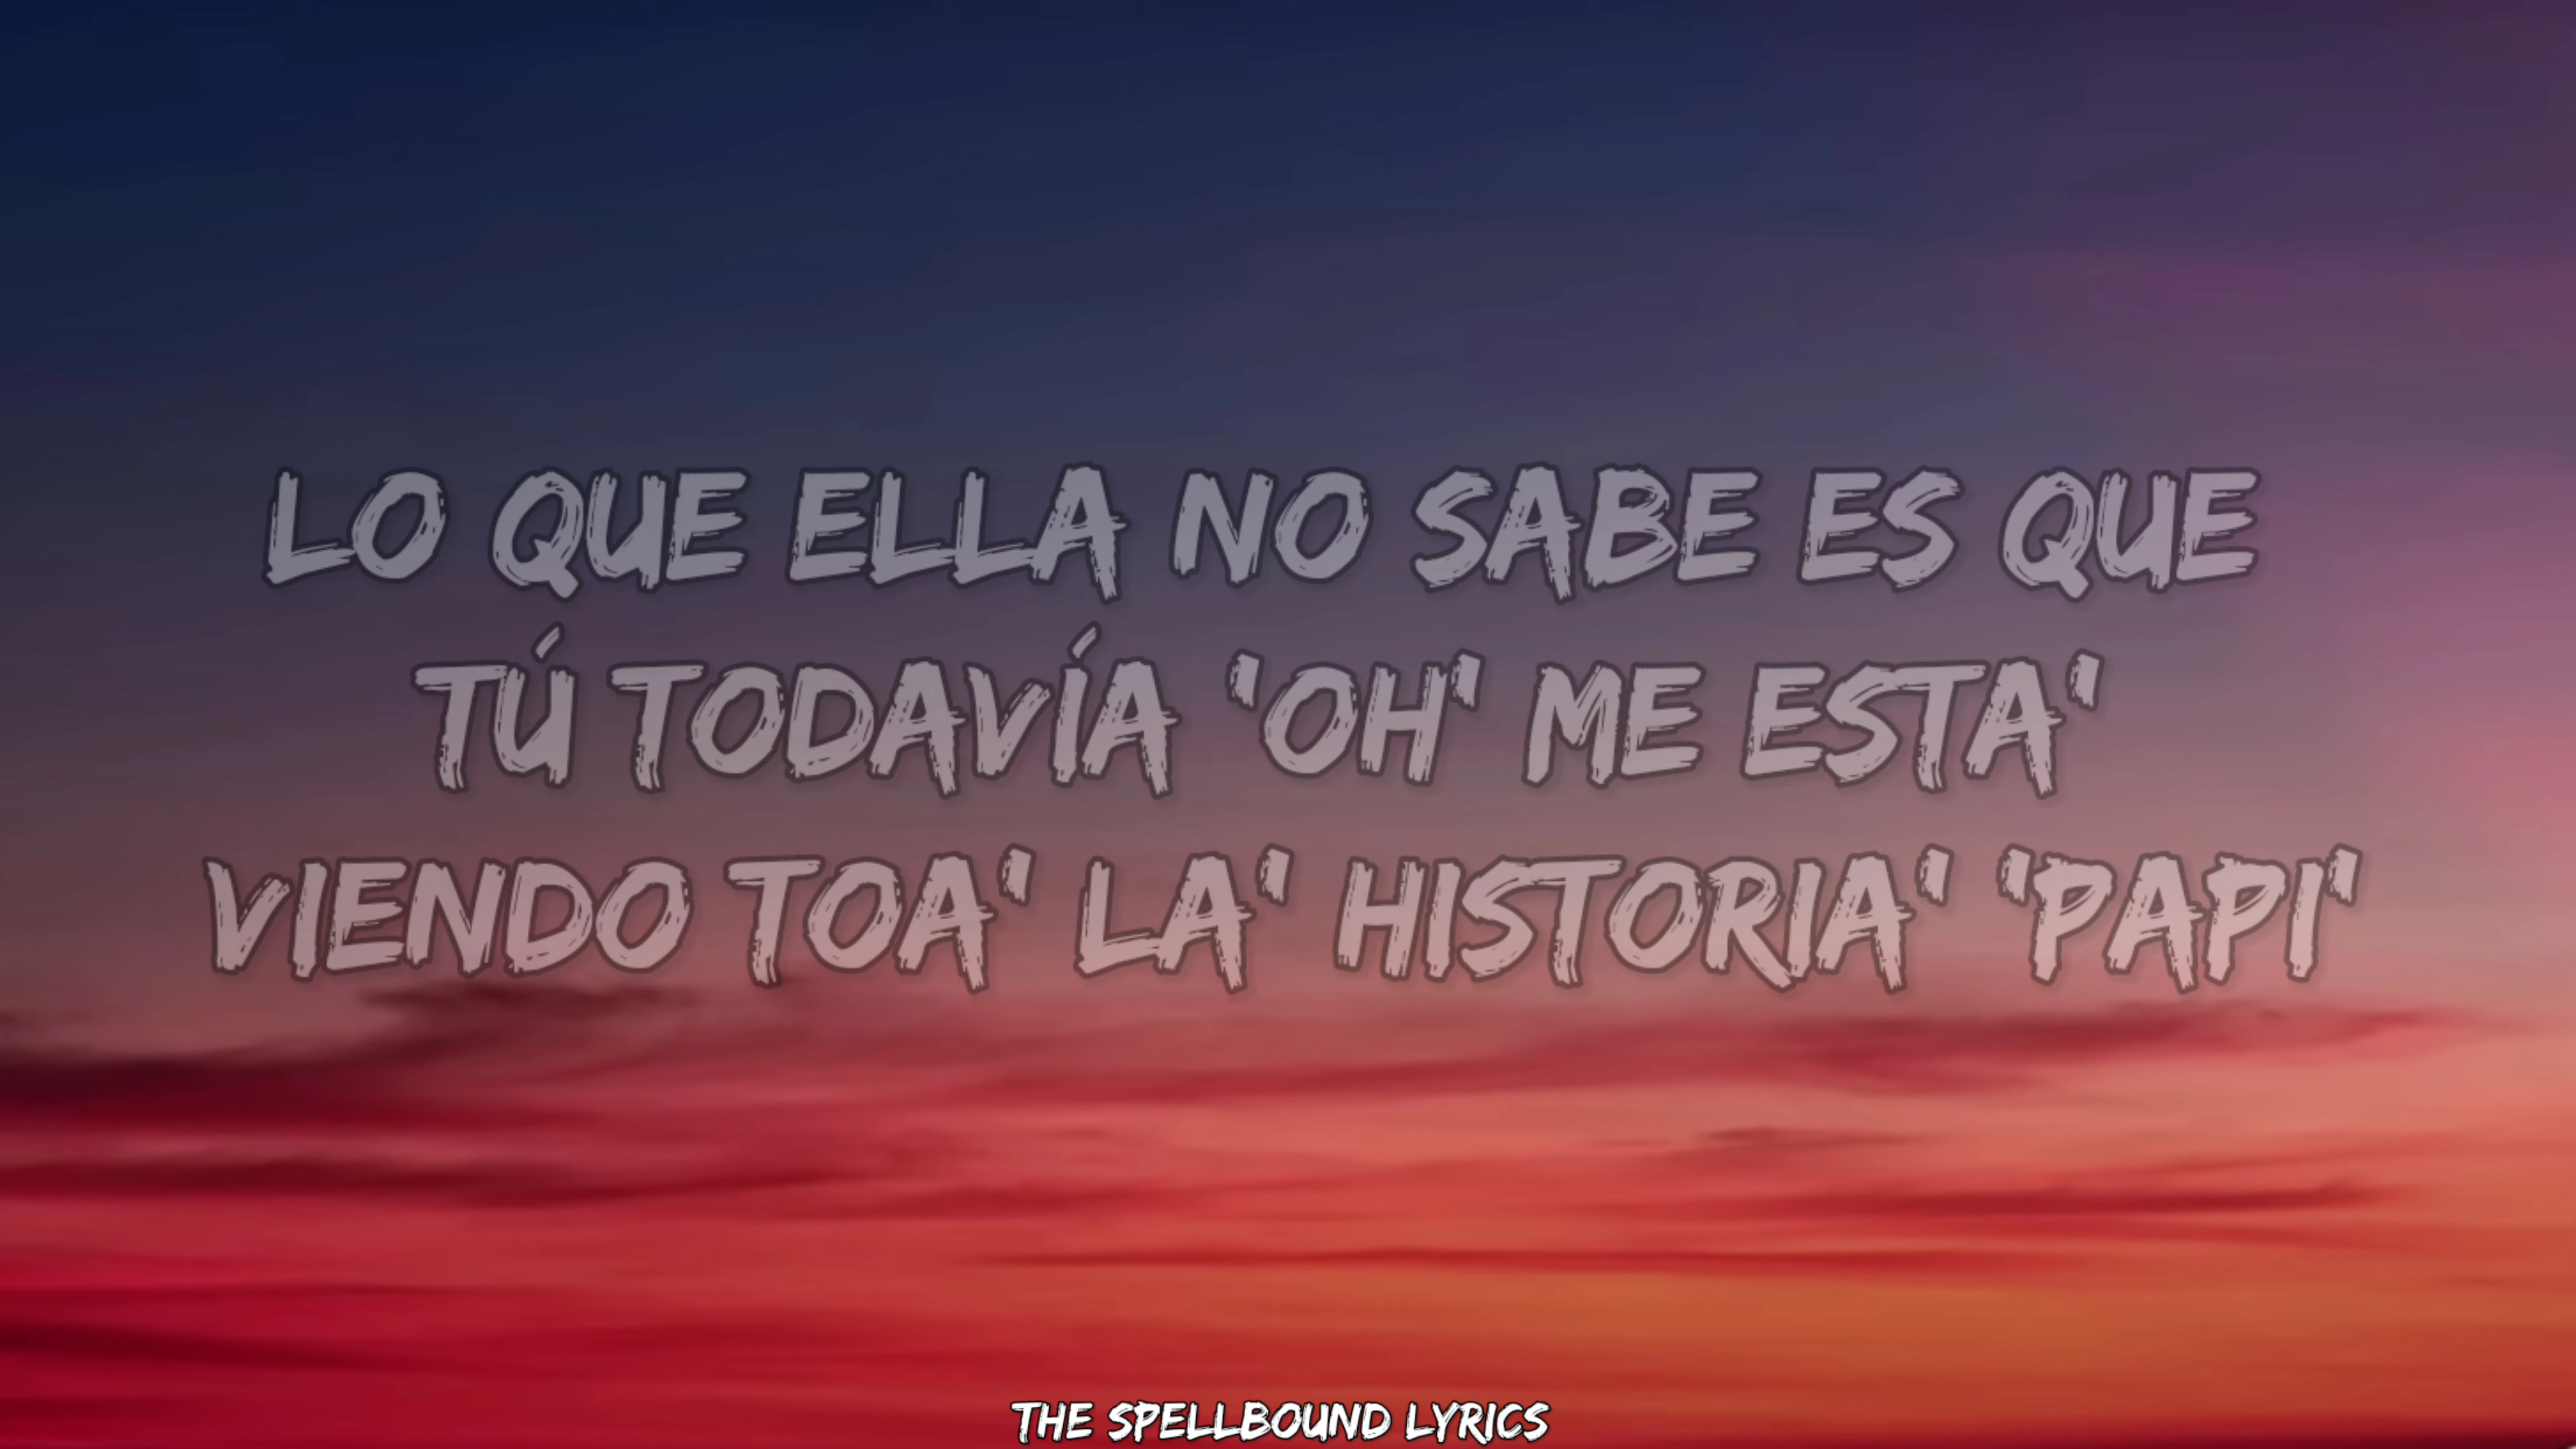 LO QUE ELLA NO SABE ES QUE
TÚ TODAVÍA 'OH' ME ESTA'
VIENDO TOA' LA' HISTORIA' 'PAPI'
THE SPELLBOUND LYRICS